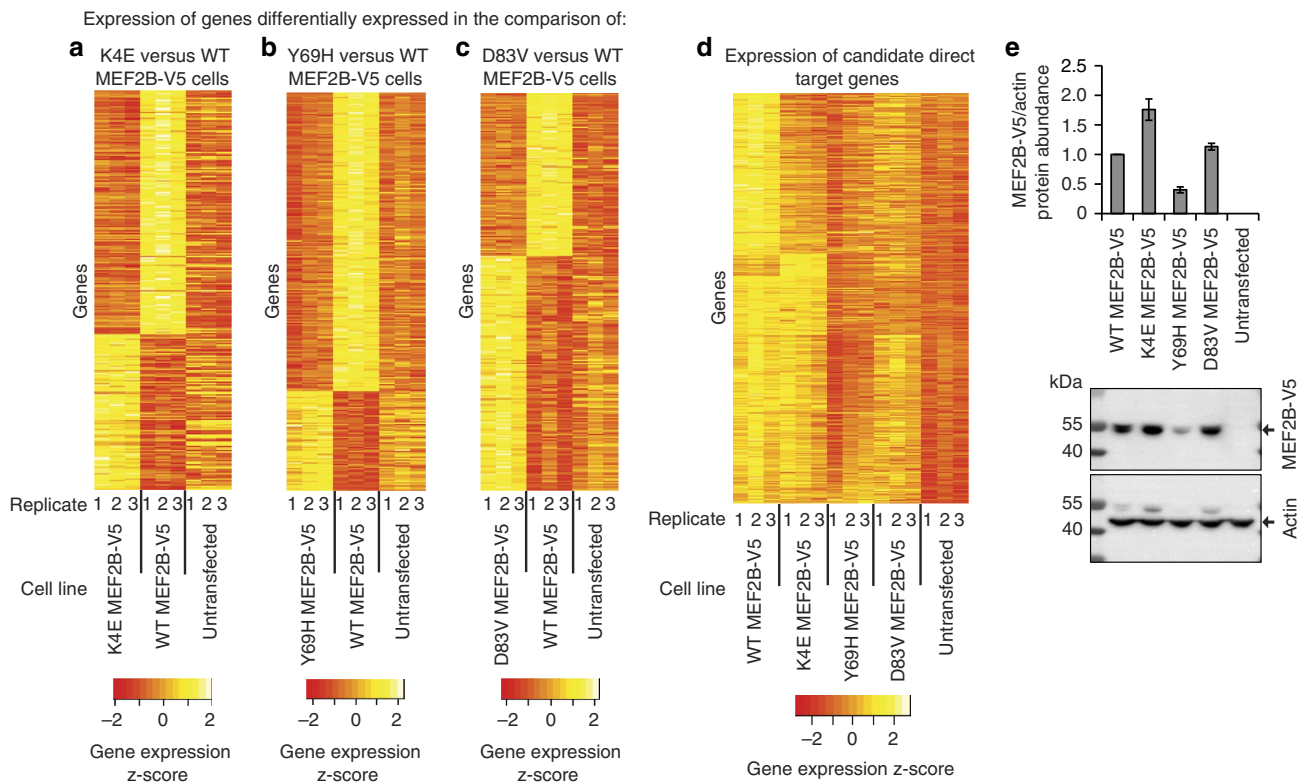 Expression of genes differentially expressed in the comparison of:
a
K4E versus WT
MEF2B-V5 cells
b
Y69H versus WT
MEF2B-V5 cells
c
D83V versus WT
MEF2B-V5 cells
Genes
Replicate
1 2 3 1 2 3 1 2 3
1 2 3 1 2 3 1 2 3
1 2 3 1 2 3 1 2 3
Cell line
K4E MEF2B-V5
WT MEF2B-V5
Untransfected
Y69H MEF2B-V5
WT MEF2B-V5
Untransfected
D83V MEF2B-V5
WT MEF2B-V5
Untransfected
−2 0 2
Gene expression
z-score
−2 0 2
Gene expression
z-score
−2 0 2
Gene expression
z-score
d
Expression of candidate direct
target genes
Genes
Replicate
1 2 3 1 2 3 1 2 3 1 2 3 1 2 3
Cell line
WT MEF2B-V5
K4E MEF2B-V5
Y69H MEF2B-V5
D83V MEF2B-V5
Untransfected
−2 0 2
Gene expression z-score
e
MEF2B-V5/actin
protein abundance
2.5
2.0
1.5
1.0
0.5
0
WT MEF2B-V5
K4E MEF2B-V5
Y69H MEF2B-V5
D83V MEF2B-V5
Untransfected
kDa
55
40
MEF2B-V5
55
40
Actin